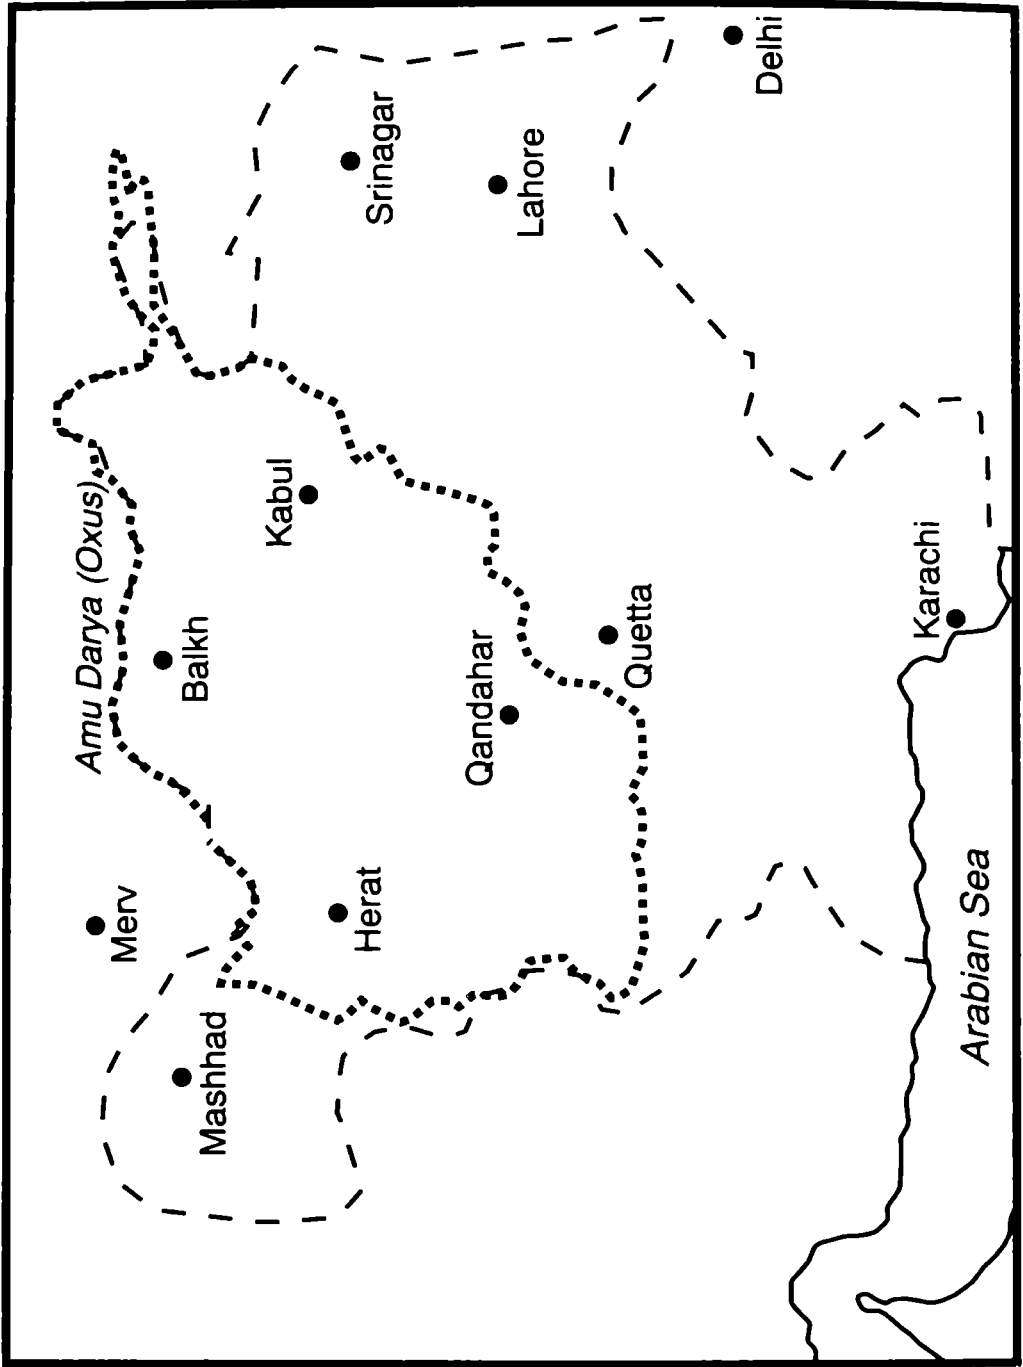 Amu Darya (Oxus)
Merv
Balkh
Mashhad
Kabul
Srinagar
Herat
Lahore
Qandahar
Quetta
Delhi
Karachi
Arabian Sea